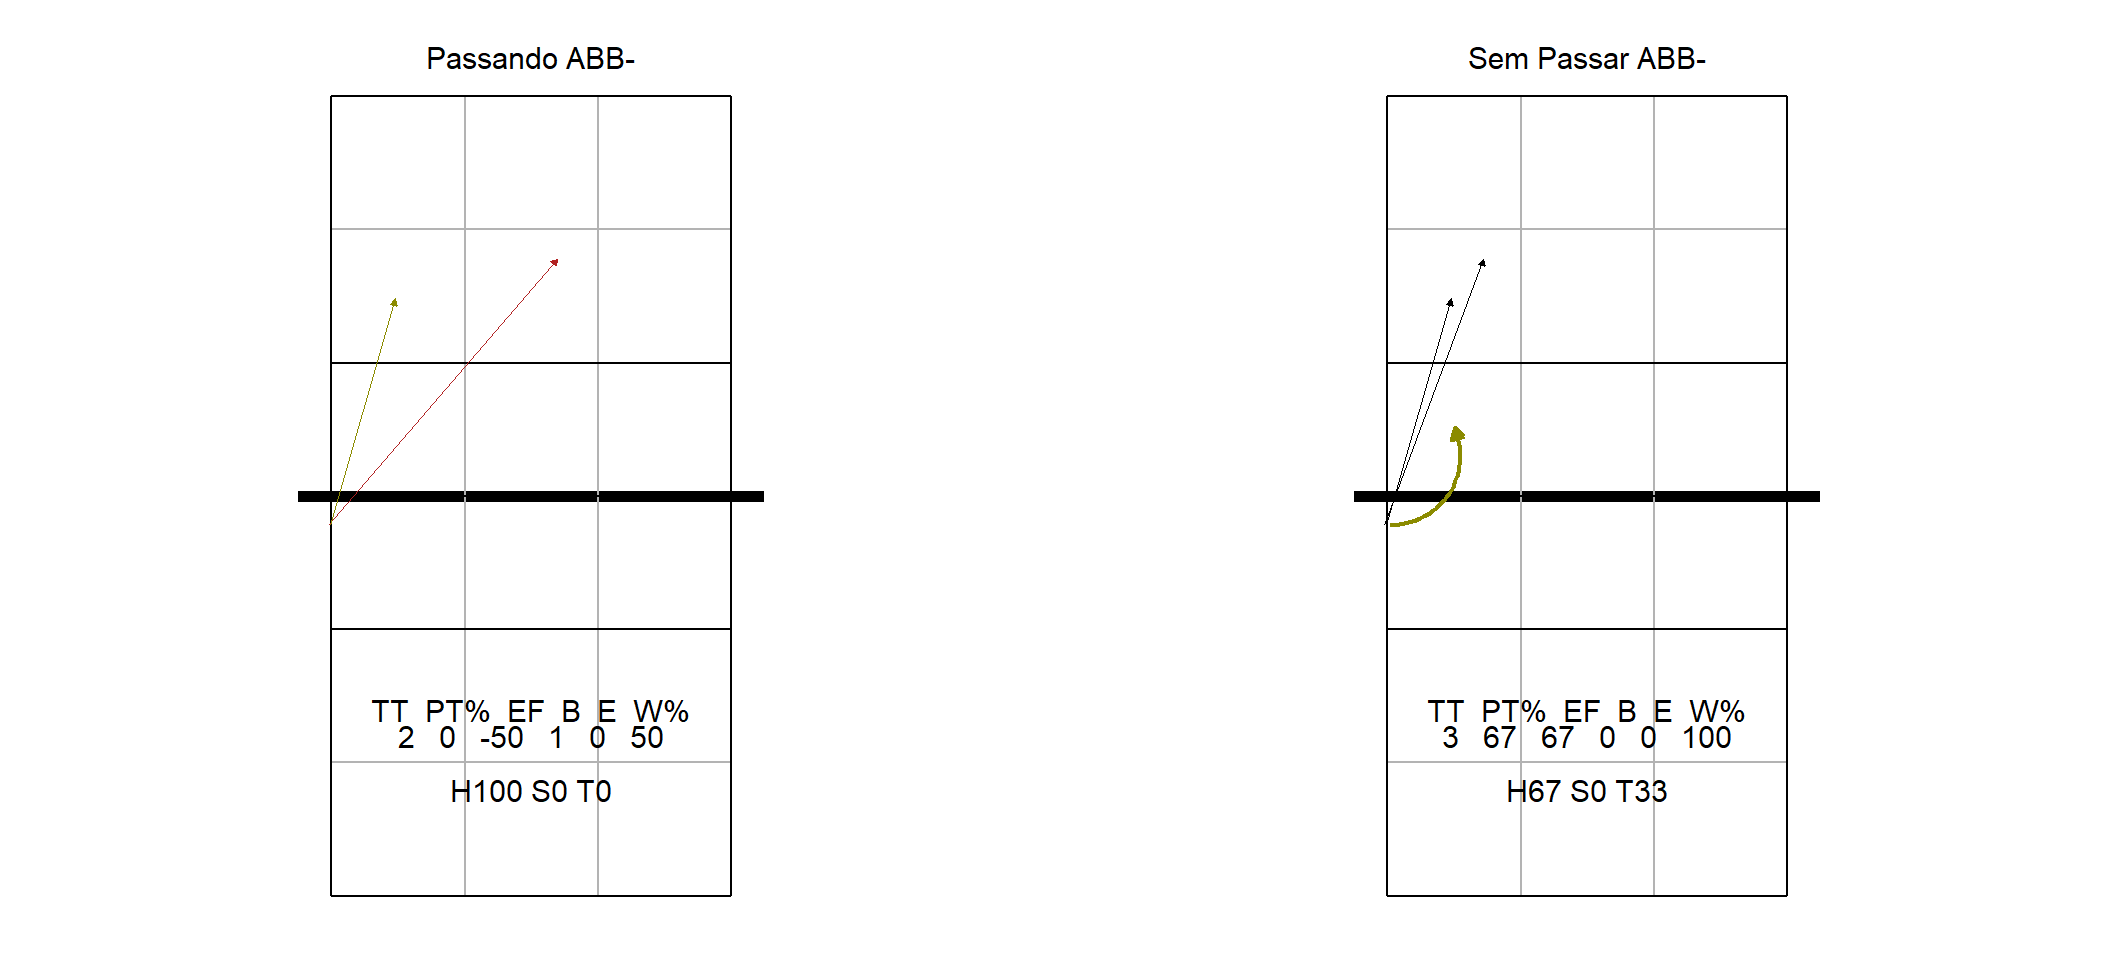 Passando ABB-
TT PT% EF B E W%
2 0 -50 1 0 50
H100 S0 T0
Sem Passar ABB-
TT PT% EF B E W%
3 67 67 0 0 100
H67 S0 T33